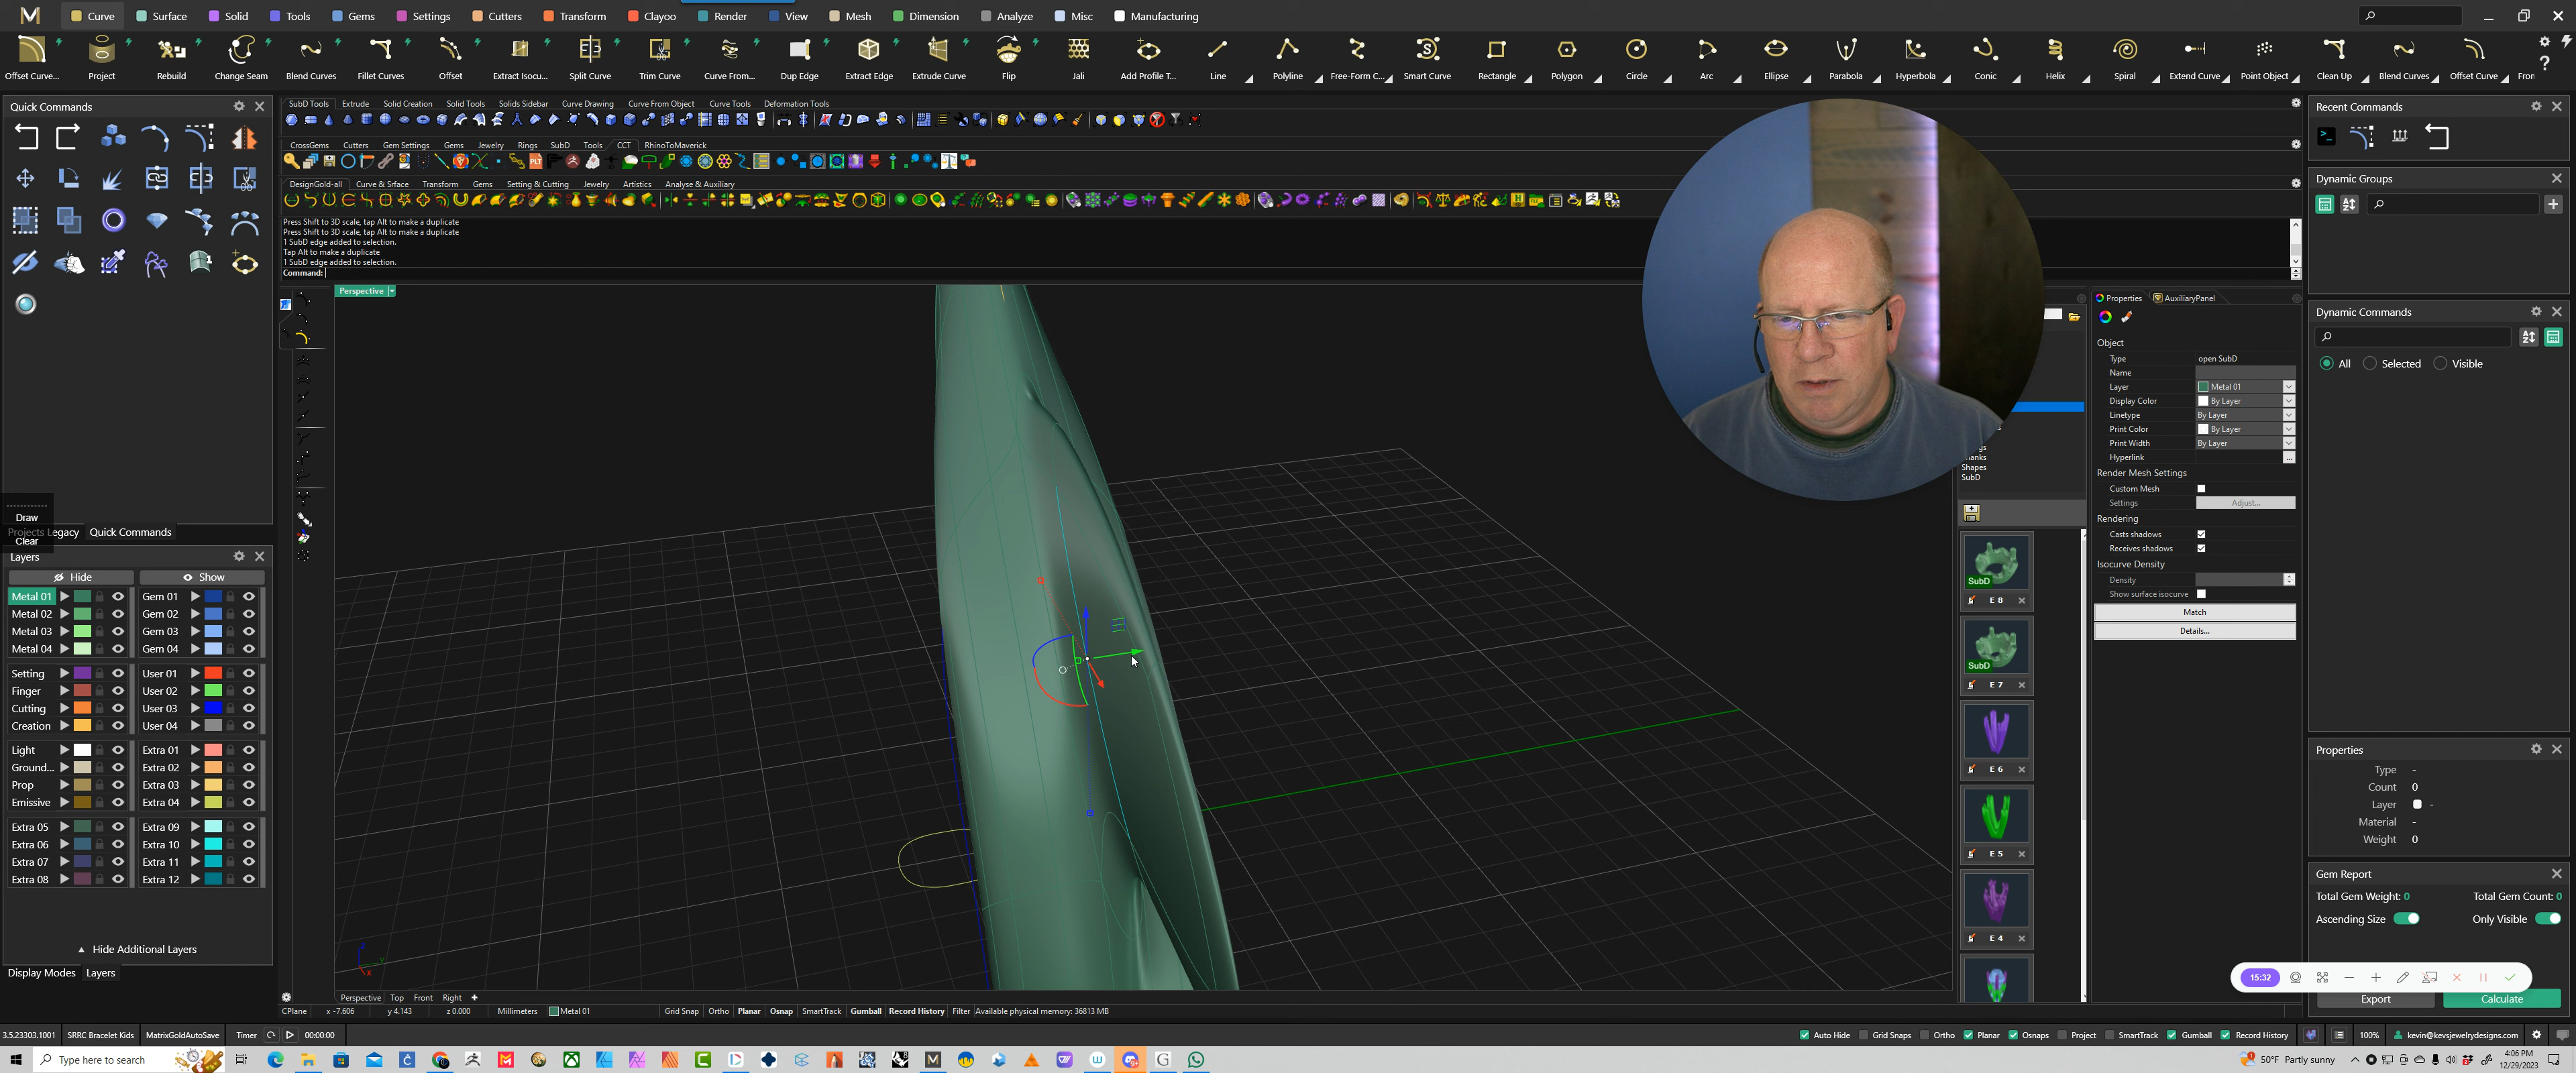 Curve Surface Solid Tools Gems Settings Cutters Transform Clayoo Render View Mesh Dimension Analyze Misc Manufacturing
Offset Curve... Project Rebuild Change Seam Blend Curves Fillet Curves Offset Extract Isocu... Split Curve Trim Curve Curve From... Dup Edge Extract Edge Extrude Curve Flip Jali Add Profile T... Line Polyline Free-Form C... Smart Curve Rectangle Polygon Circle Arc Ellipse Parabola Hyperbola Conic Helix Spiral Extend Curve Point Object Clean Up Blend Curves Offset Curve Fron
Quick Commands
SubD Tools Extrude Solid Creation Solid Tools Solids Sidebar Curve Drawing Curve From Object Curve Tools Deformation Tools
CrossGems Cutters Gem Settings Gems Jewelry Rings SubD Tools CCT RhinoToMaverick
DesignGold-all Curve & Srface Transform Gems Setting & Cutting Jewelry Artistics Analyse & Auxiliary
Press Shift to 3D scale, tap Alt to make a duplicate
Press Shift to 3D scale, tap Alt to make a duplicate
1 SubD edge added to selection.
Tap Alt to make a duplicate
1 SubD edge added to selection.
Command:
Perspective
Draw
Projects Legacy Quick Commands
Clear
Layers
Hide Show
Metal 01 Gem 01
Metal 02 Gem 02
Metal 03 Gem 03
Metal 04 Gem 04
Setting User 01
Finger User 02
Cutting User 03
Creation User 04
Light Extra 01
Ground... Extra 02
Prop Extra 03
Emissive Extra 04
Extra 05 Extra 09
Extra 06 Extra 10
Extra 07 Extra 11
Extra 08 Extra 12
Hide Additional Layers
Display Modes Layers
Shapes
SubD
SubD
E 8
SubD
E 7
E 6
E 5
E 4
Properties AuxiliaryPanel
Object
Type open SubD
Name
Layer Metal 01
Display Color By Layer
Linetype By Layer
Print Color By Layer
Print Width By Layer
Hyperlink ...
Render Mesh Settings
Custom Mesh
Settings Adjust...
Rendering
Casts shadows
Receives shadows
Isocurve Density
Density
Show surface isocurve
Match
Details...
Recent Commands
Dynamic Groups
Dynamic Commands
All Selected Visible
Properties
Type -
Count 0
Layer -
Material -
Weight 0
Gem Report
Total Gem Weight: 0 Total Gem Count: 0
Ascending Size Only Visible
15:32
Export Calculate
Perspective Top Front Right
CPlane x -7.606 y 4.143 z 0.000 Millimeters Metal 01 Grid Snap Ortho Planar Osnap SmartTrack Gumball Record History Filter Available physical memory: 36813 MB
3.5.23303.1001 SRRC Bracelet Kids MatrixGoldAutoSave Timer 00:00:00 Auto Hide Grid Snaps Ortho Planar Osnaps Project SmartTrack Gumball Record History 100% kevin@kevsjewelrydesigns.com
Type here to search 50°F Partly sunny 4:06 PM
12/29/2023